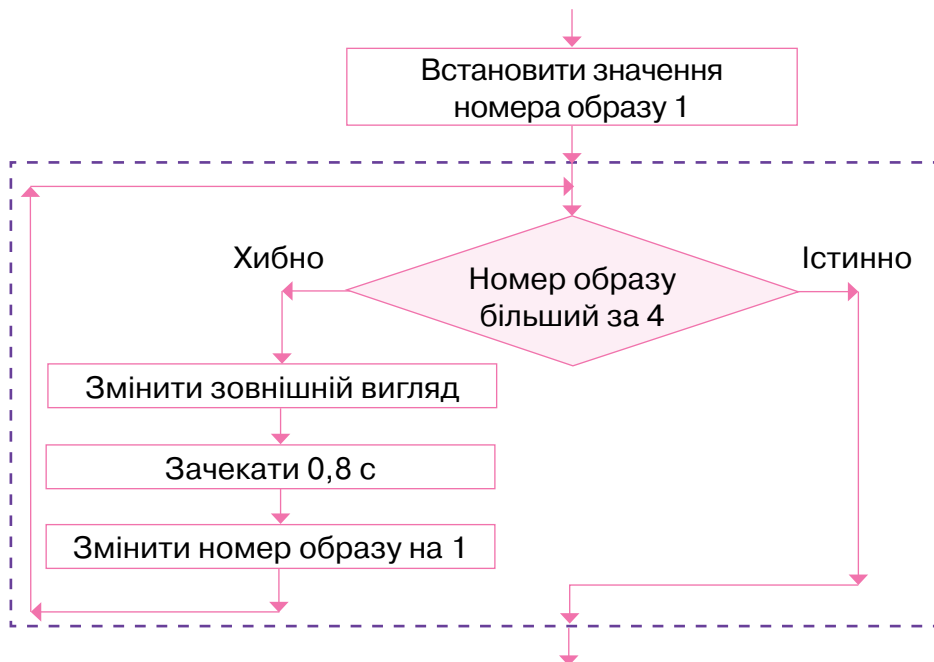 Встановити значення
номера образу 1
Хибно
Істинно
Номер образу
більший за 4
Змінити зовнішній вигляд
Зачекати 0,8 с
Змінити номер образу на 1